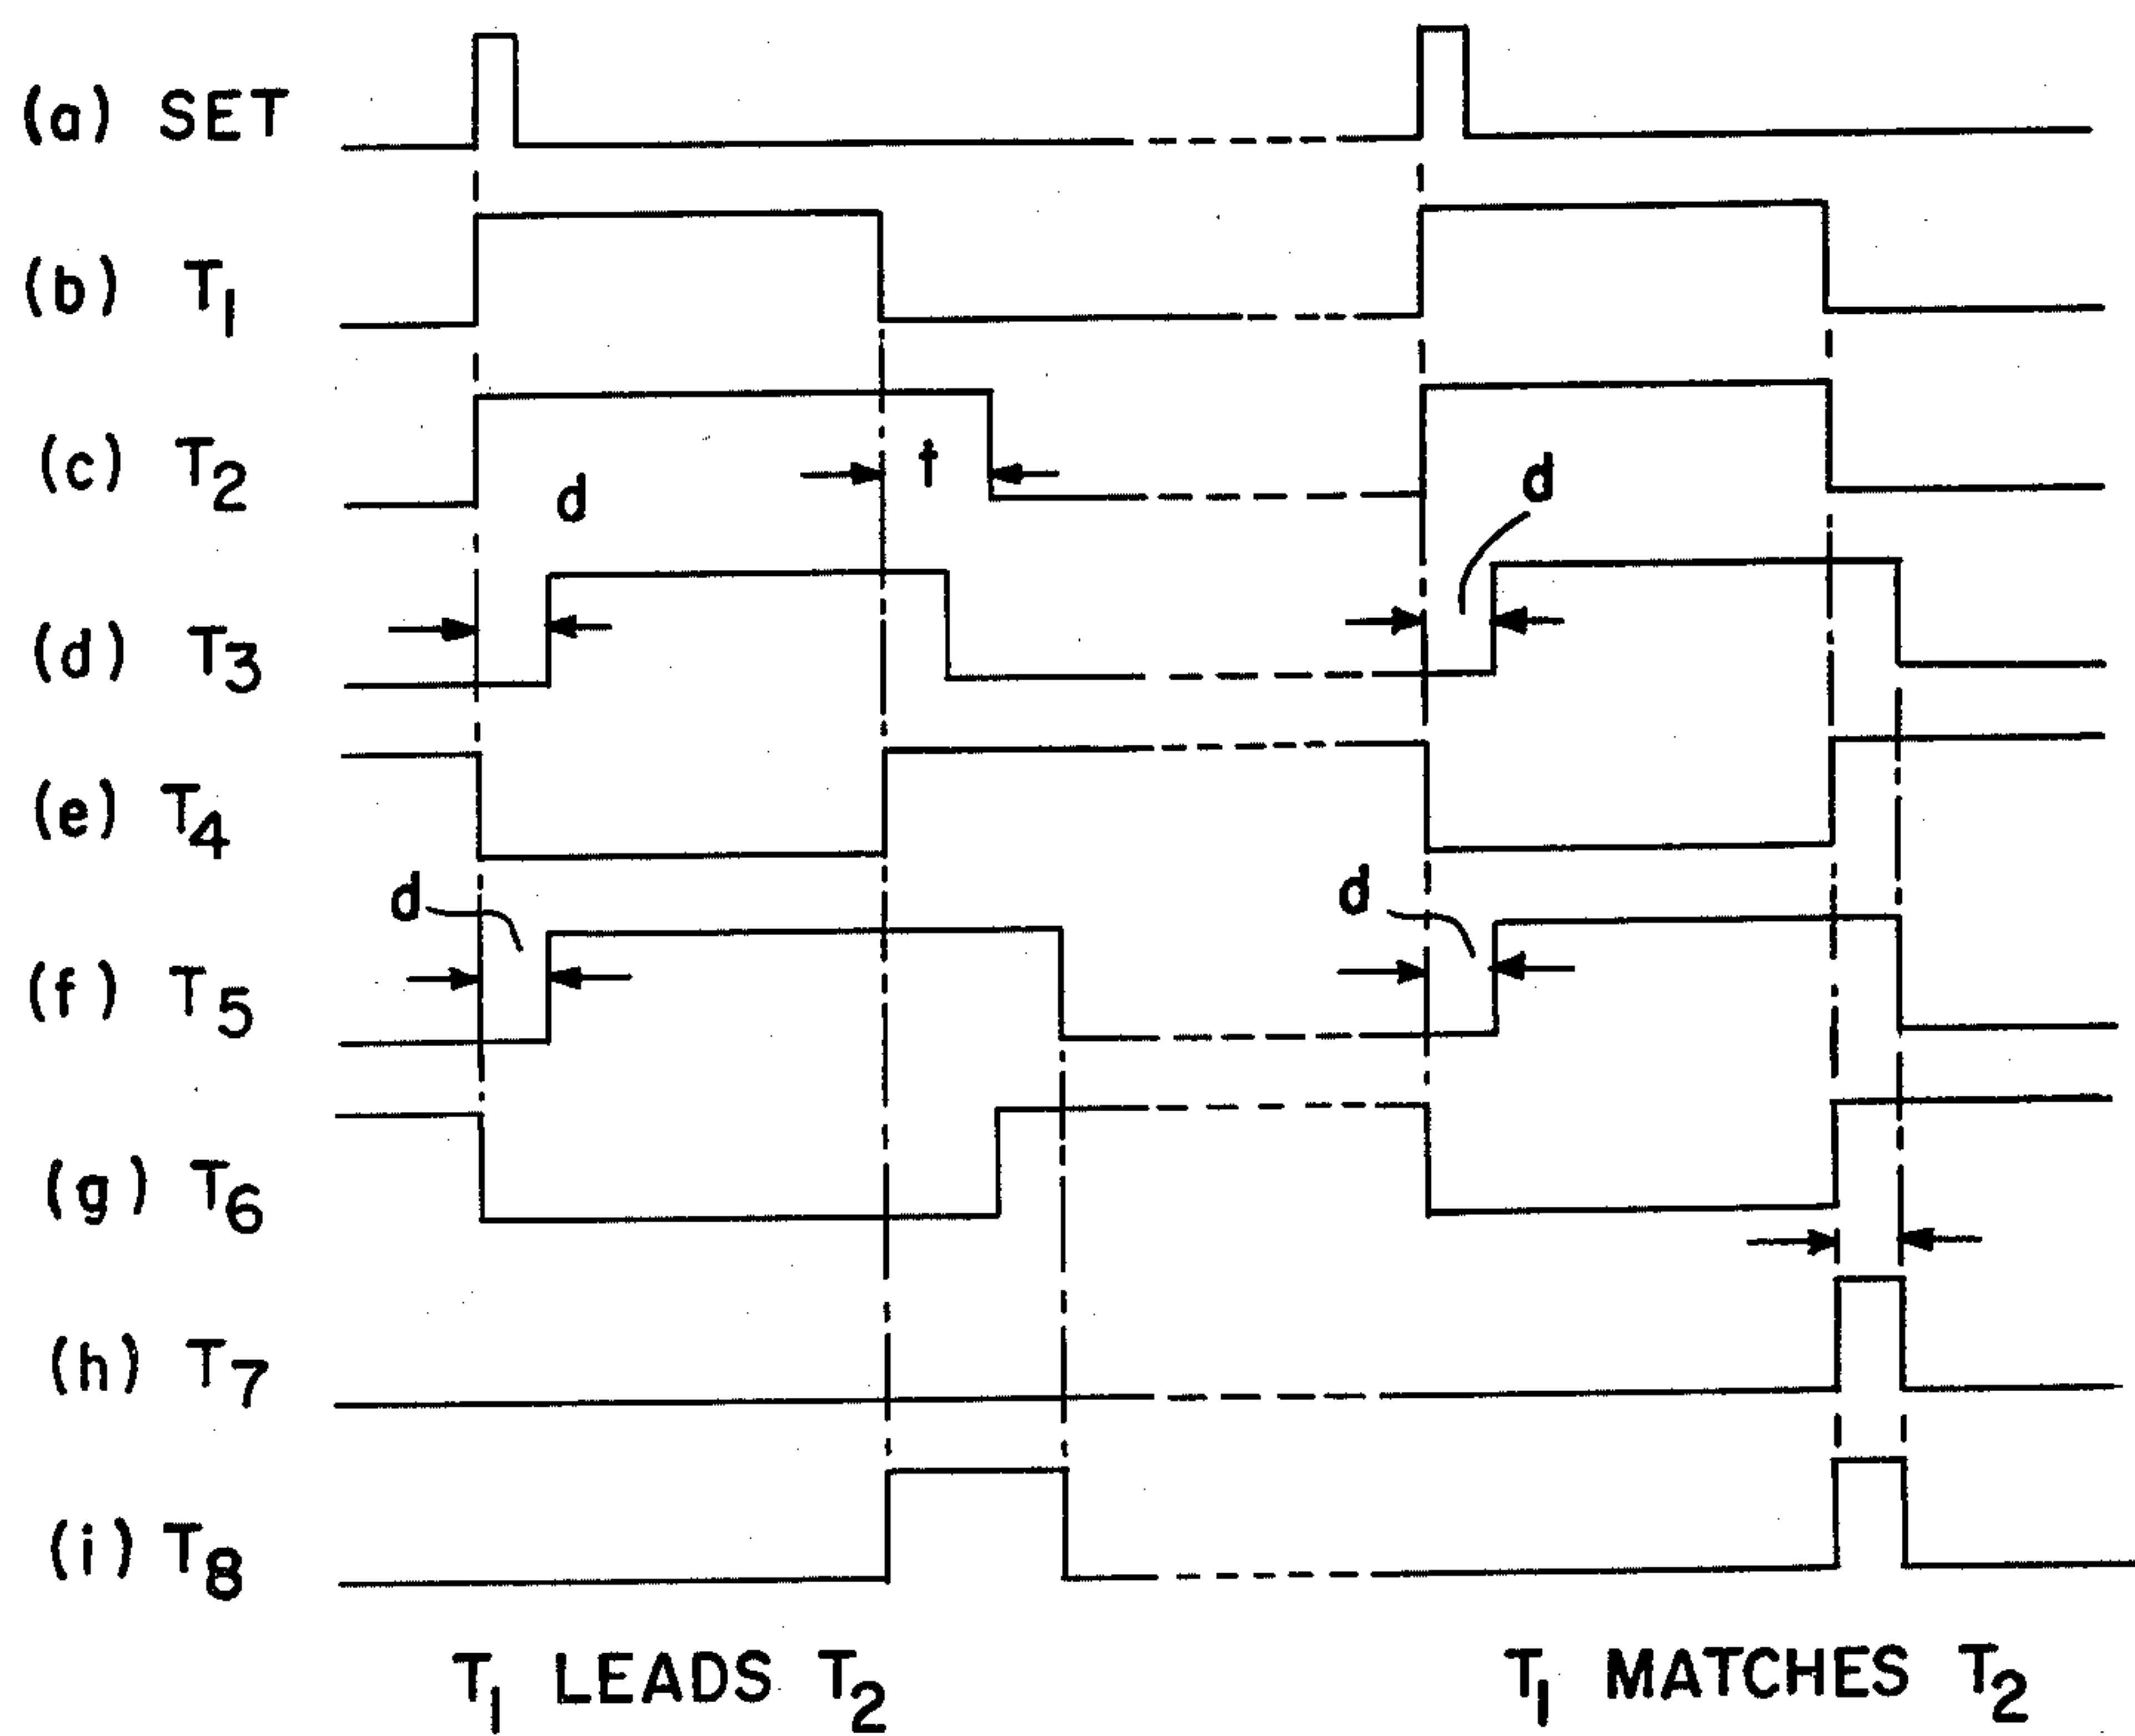 (a) SET
(b) T1
(c) T2
d
t
d
(d) T3
(e) T4
d
d
(f) T5
(g) T6
(h) T7
(i) T8
T1 LEADS T2
T1 MATCHES T2